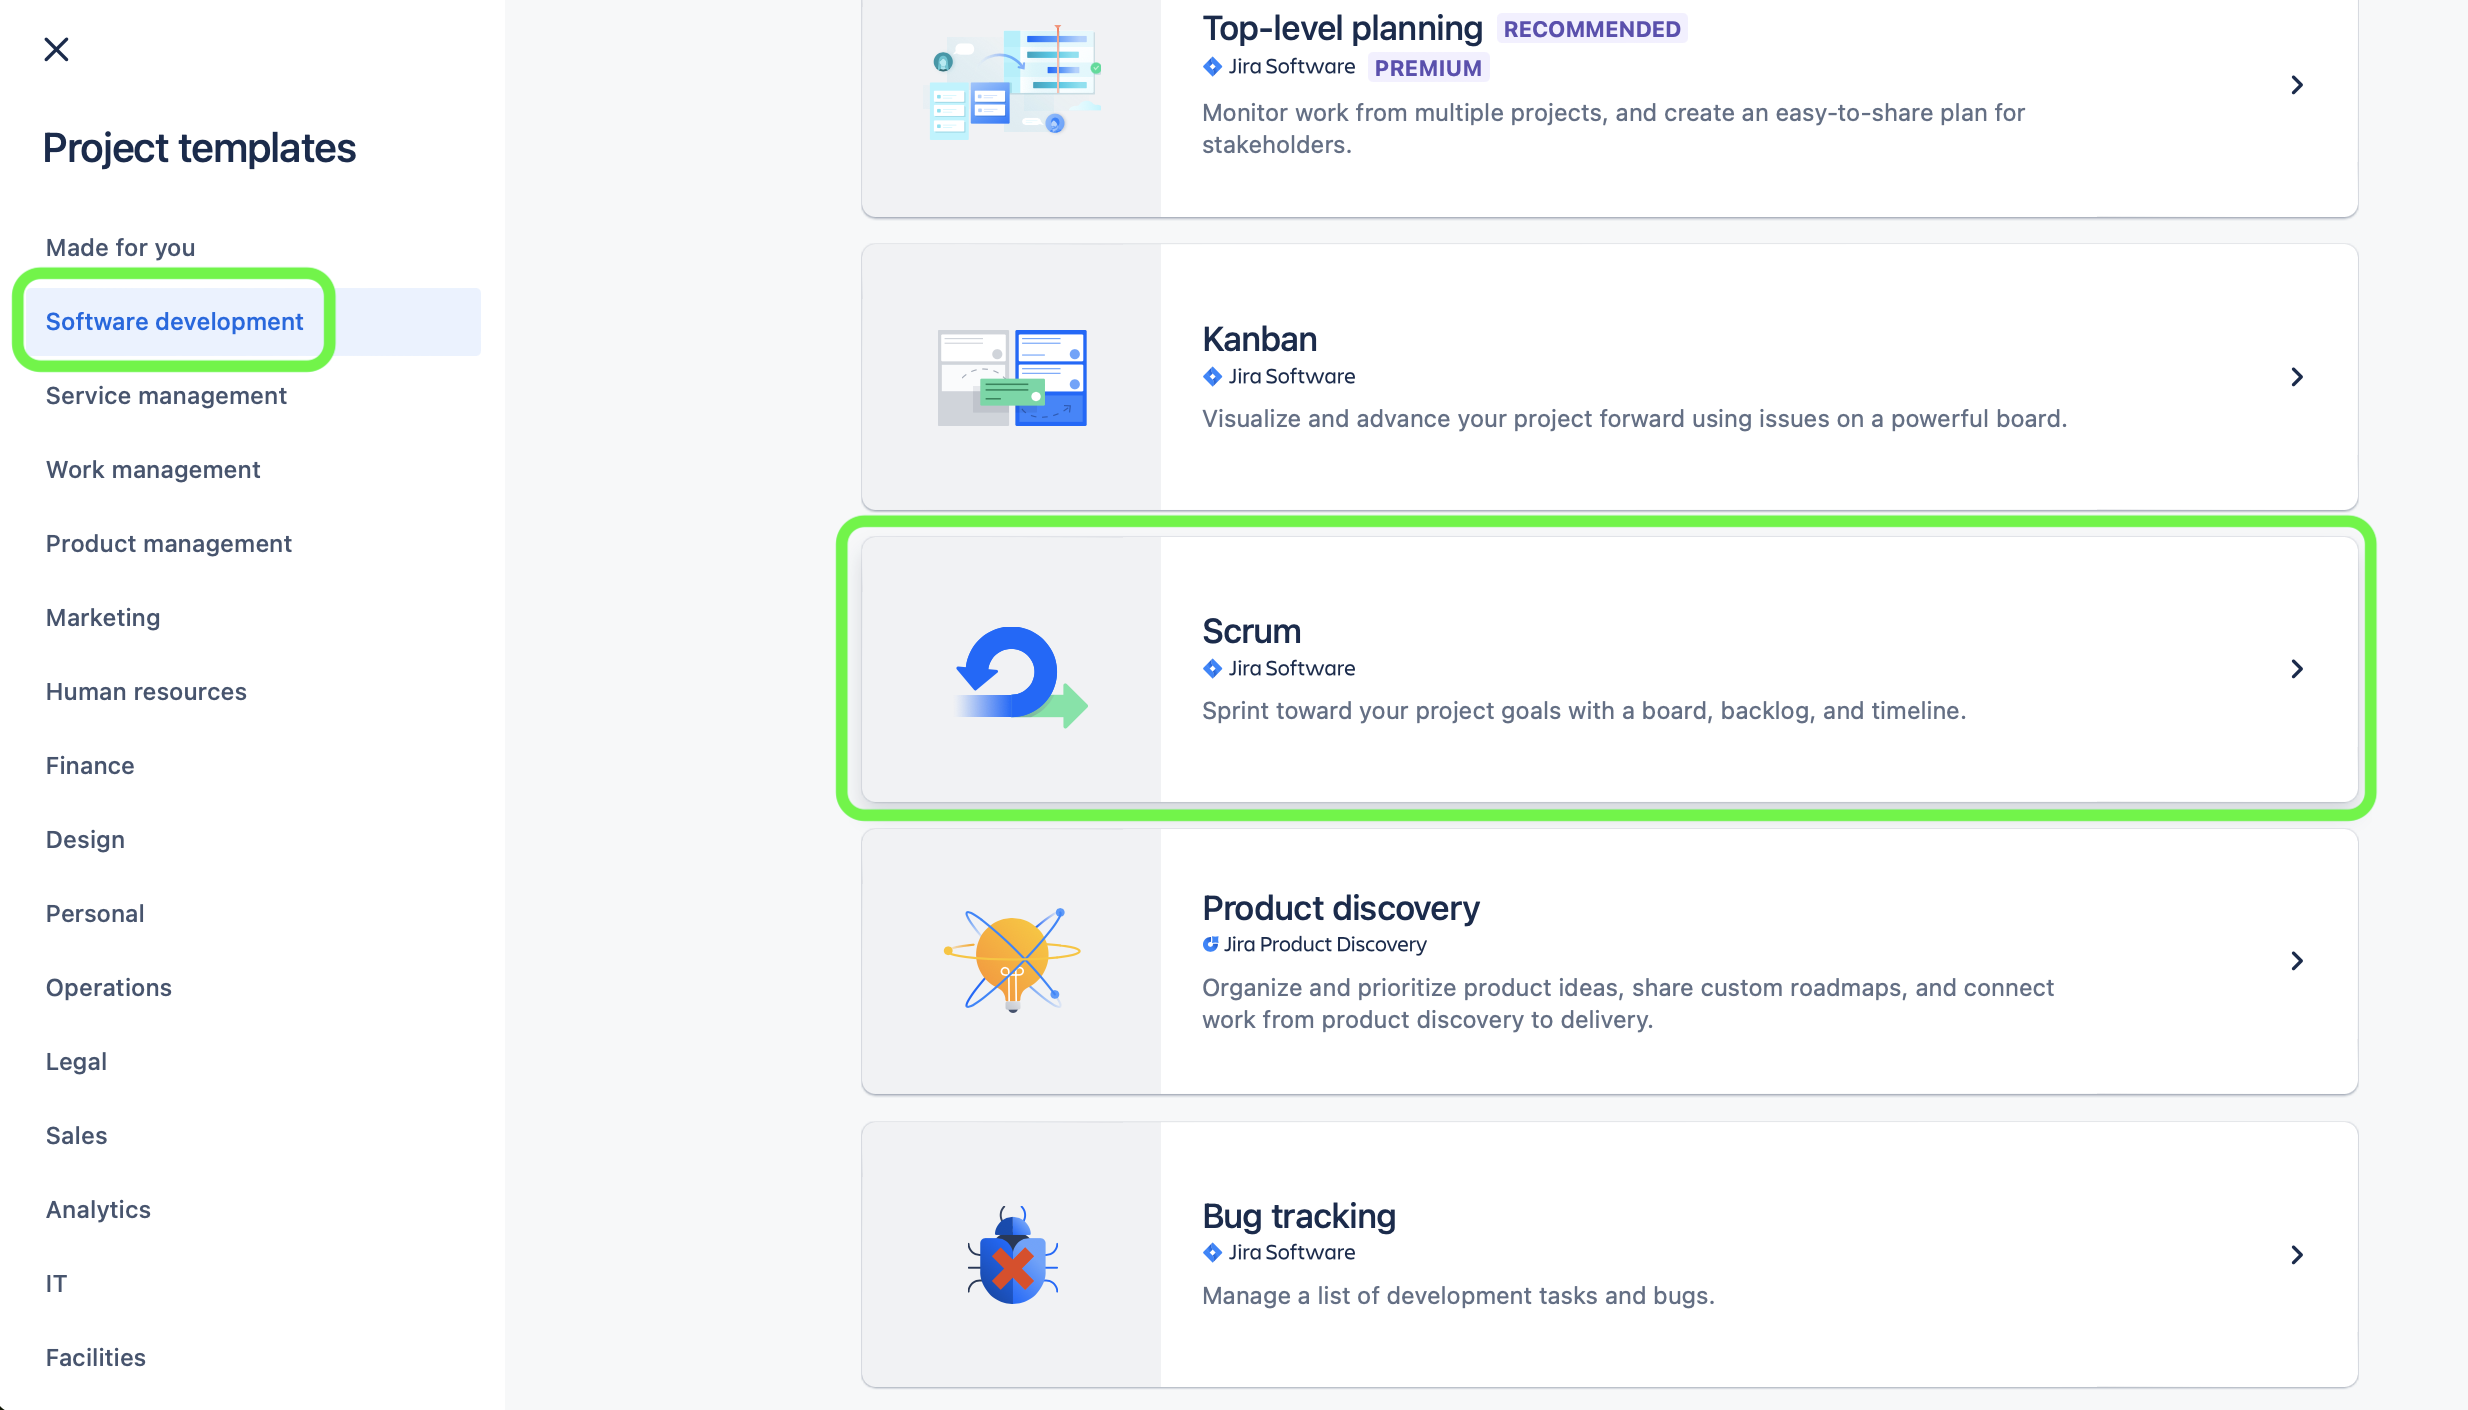 Project templates
Made for you
Software development
Service management
Work management
Product management
Marketing
Human resources
Finance
Design
Personal
Operations
Legal
Sales
Analytics
IT
Facilities
Top-level planning RECOMMENDED
Jira Software PREMIUM
Monitor work from multiple projects, and create an easy-to-share plan for
stakeholders.
Kanban
Jira Software
Visualize and advance your project forward using issues on a powerful board.
Scrum
Jira Software
Sprint toward your project goals with a board, backlog, and timeline.
Product discovery
Jira Product Discovery
Organize and prioritize product ideas, share custom roadmaps, and connect
work from product discovery to delivery.
Bug tracking
Jira Software
Manage a list of development tasks and bugs.